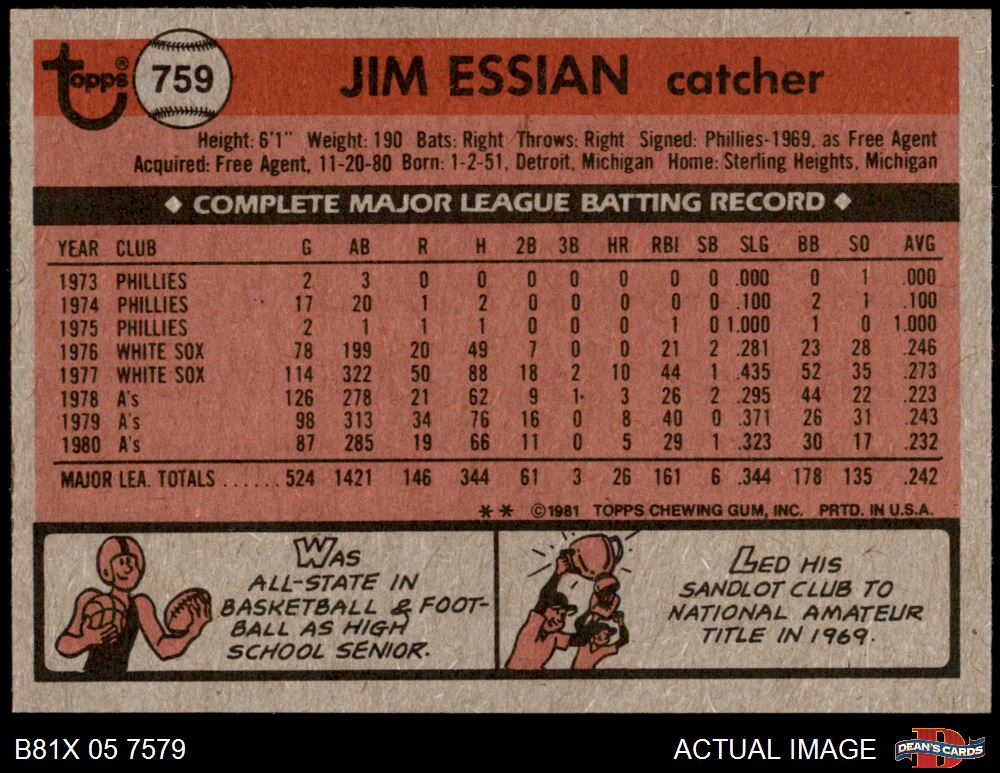 topps® 759 JIM ESSIAN catcher
Height: 6'1" Weight: 190 Bats: Right Throws: Right Signed: Phillies-1969, as Free Agent
Acquired: Free Agent, 11-20-80 Born: 1-2-51, Detroit, Michigan Home: Sterling Heights, Michigan
◆ COMPLETE MAJOR LEAGUE BATTING RECORD ◆
YEAR CLUB G AB R H 2B 3B HR RBI SB SLG BB SO AVG
1973 PHILLIES 2 3 0 0 0 0 0 0 0 .000 0 1 .000
1974 PHILLIES 17 20 1 2 0 0 0 0 0 .100 2 1 .100
1975 PHILLIES 2 1 1 1 0 0 0 1 0 1.000 1 0 1.000
1976 WHITE SOX 78 199 20 49 7 0 0 21 2 .281 23 28 .246
1977 WHITE SOX 114 322 50 88 18 2 10 44 1 .435 52 35 .273
1978 A's 126 278 21 62 9 1 3 26 2 .295 44 22 .223
1979 A's 98 313 34 76 16 0 8 40 0 .371 26 31 .243
1980 A's 87 285 19 66 11 0 5 29 1 .323 30 17 .232
MAJOR LEA. TOTALS ...... 524 1421 146 344 61 3 26 161 6 .344 178 135 .242
** ©1981 TOPPS CHEWING GUM, INC. PRTD. IN U.S.A.
WAS
ALL-STATE IN
BASKETBALL & FOOT-
BALL AS HIGH
SCHOOL SENIOR.
LED HIS
SANDLOT CLUB TO
NATIONAL AMATEUR
TITLE IN 1969.
B81X 05 7579 ACTUAL IMAGE DEAN'S CARDS